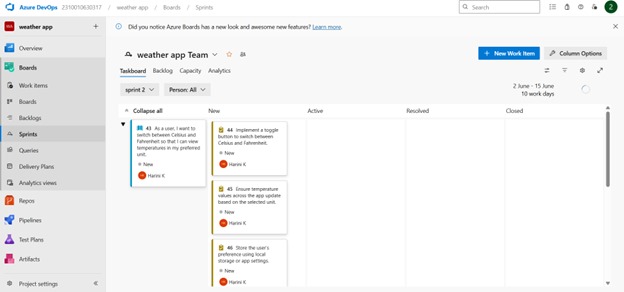 Azure DevOps 2310010630317 / weather app / Boards / Sprints
Search
2
weather app
Did you notice Azure Boards has a new look and awesome new features? Learn more.
Overview
Boards
Work items
Boards
Backlogs
Sprints
Queries
Delivery Plans
Analytics views
Repos
Pipelines
Test Plans
Artifacts
Project settings
weather app Team
New Work Item
Column Options
Taskboard Backlog Capacity Analytics
sprint 2
Person: All
2 June - 15 June
10 work days
Collapse all New Active Resolved Closed
43 As a user, I want to
switch between Celsius and
Fahrenheit so that I can view
temperatures in my preferred
unit.
New
Harini K
44 Implement a toggle
button to switch between
Celsius and Fahrenheit.
New
Harini K
45 Ensure temperature
values across the app update
based on the selected unit.
New
Harini K
46 Store the user's
preference using local
storage or app settings.
New
Harini K